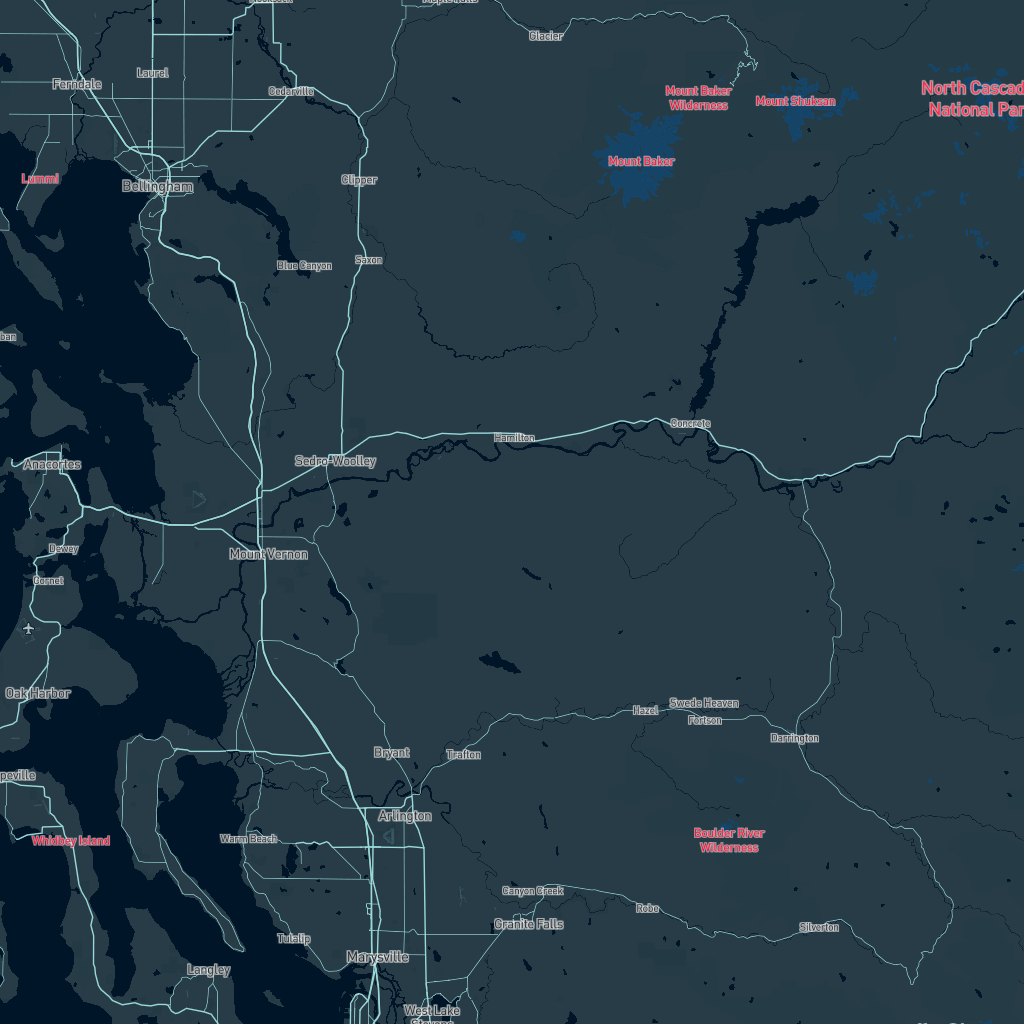 Glacier
Laurel
Ferndale
Cedarville
Mount Baker
Wilderness
Mount Shuksan
North Cascad
National Par
Mount Baker
Lummi
Bellingham
Clipper
Blue Canyon
Saxon
Concrete
Hamilton
Sedro-Woolley
Anacortes
Dewey
Mount Vernon
Cornet
Oak Harbor
Hazel
Swede Heaven
Fortson
Darrington
Bryant
Trafton
peville
Arlington
Whidbey Island
Warm Beach
Boulder River
Wilderness
Canyon Creek
Robe
Granite Falls
Silverton
Tulalip
Marysville
Langley
West Lake
Stevens